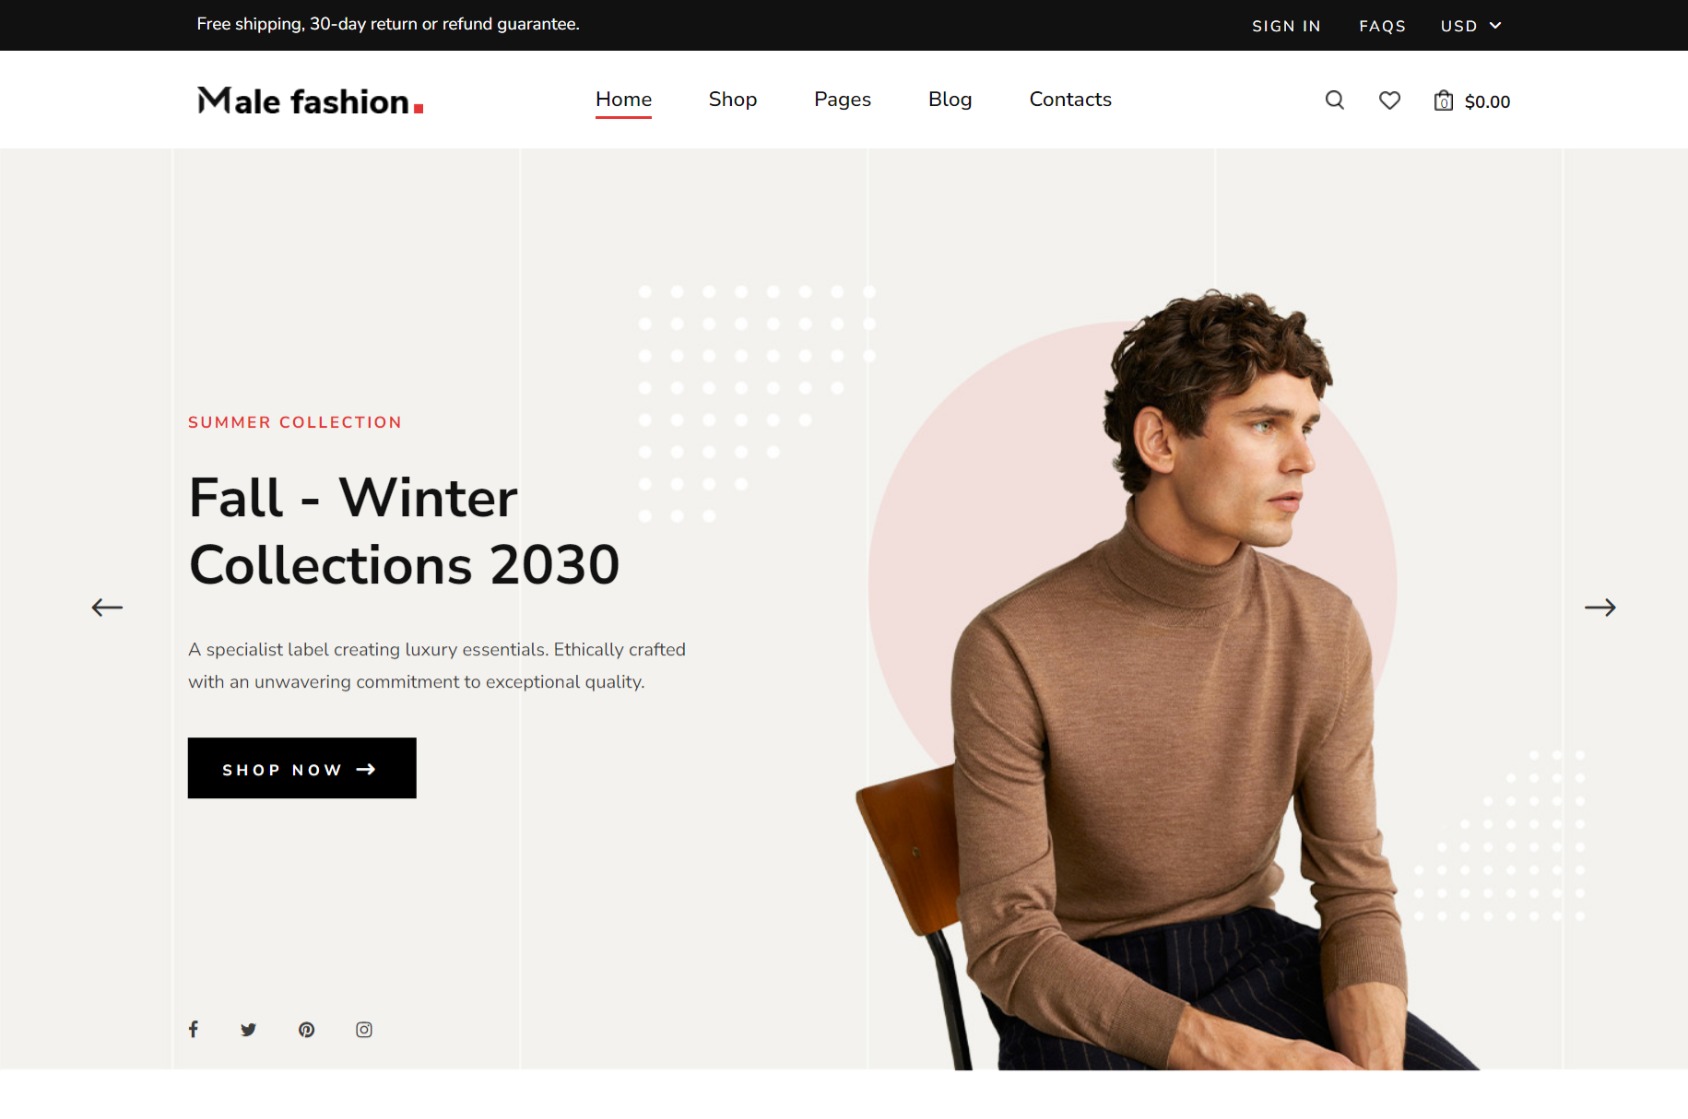 Free shipping, 30-day return or refund guarantee.
SIGN IN FAQS USD
Male fashion.
Home Shop Pages Blog Contacts
0 $0.00
SUMMER COLLECTION
Fall - Winter
Collections 2030
A specialist label creating luxury essentials. Ethically crafted
with an unwavering commitment to exceptional quality.
SHOP NOW